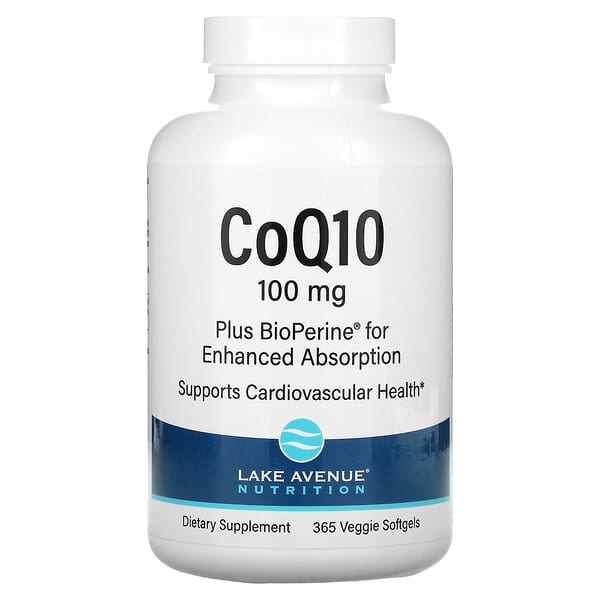 CoQ10
100 mg
Plus BioPerine® for
Enhanced Absorption
Supports Cardiovascular Health*
LAKE AVENUE®
NUTRITION
Dietary Supplement 365 Veggie Softgels